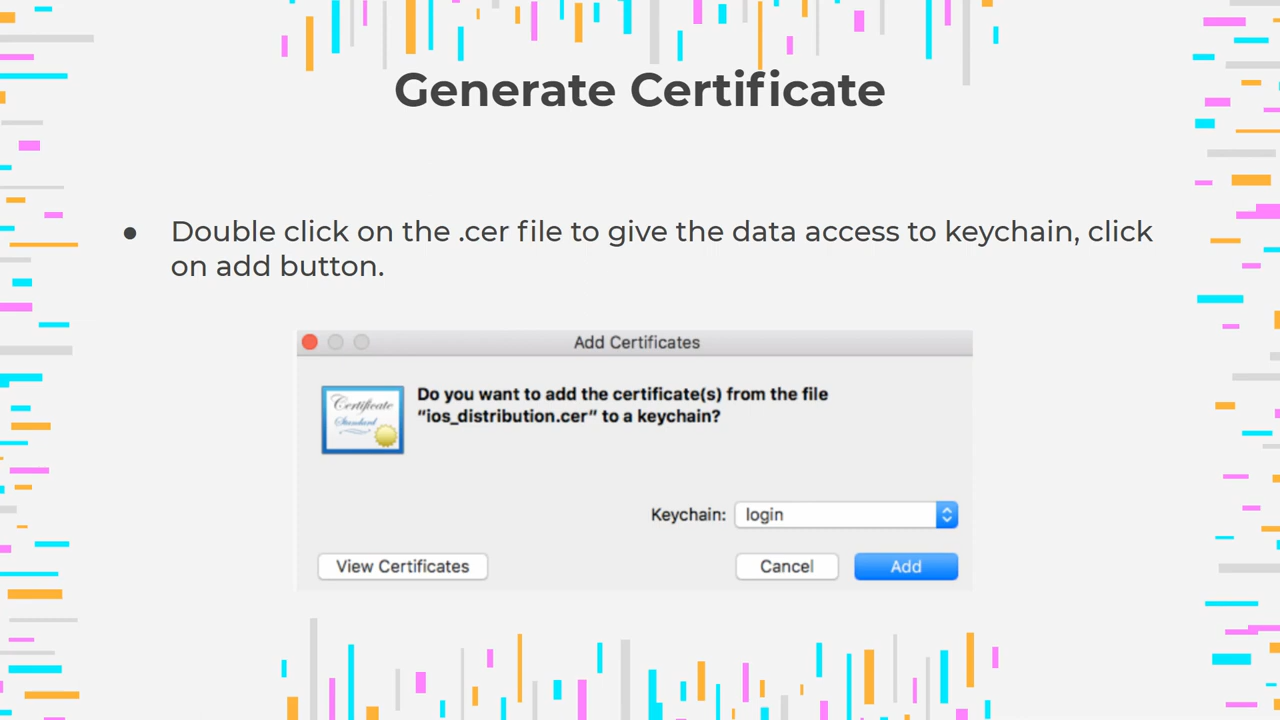 Generate Certificate
● Double click on the .cer file to give the data access to keychain, click
on add button.
Add Certificates
Certificate
Standard
Do you want to add the certificate(s) from the file
“ios_distribution.cer” to a keychain?
Keychain: login
View Certificates Cancel Add